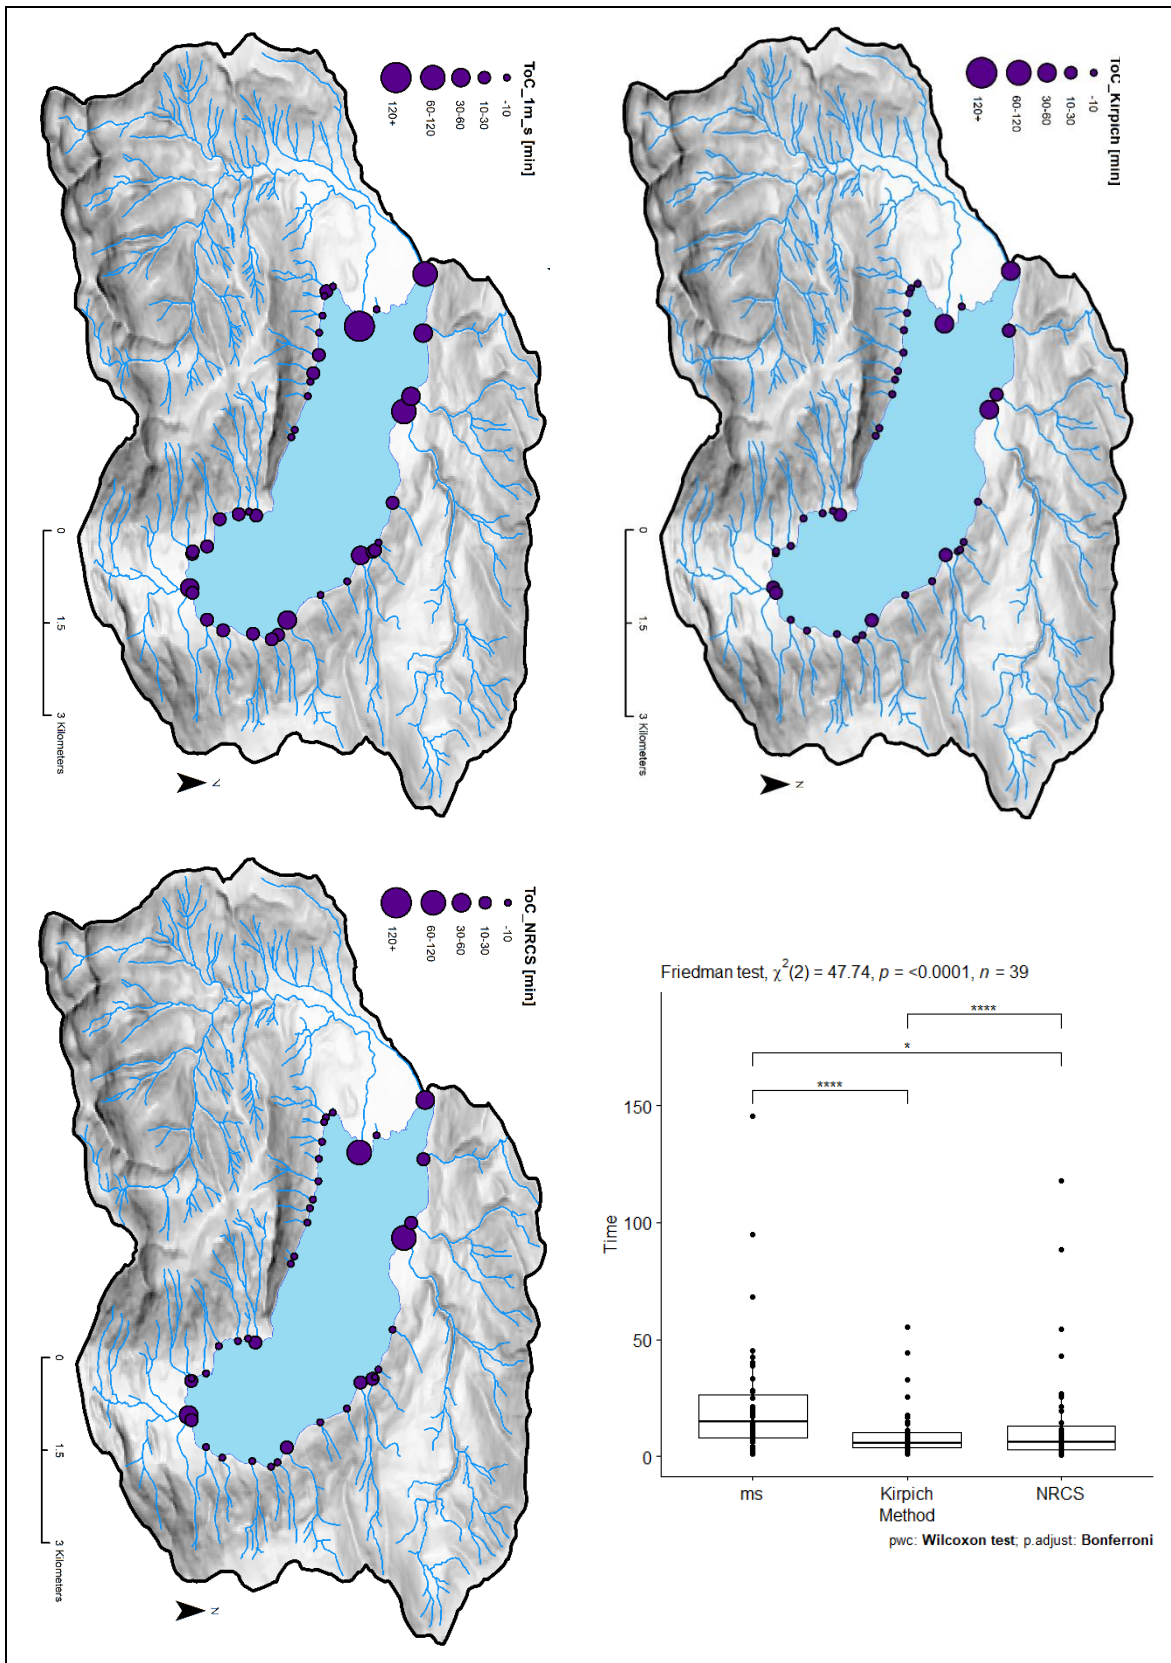 ToC_1m_s [min]
-10
10-30
30-60
60-120
120+
0
1.5
3 Kilometers
N
ToC_Kirpich [min]
-10
10-30
30-60
60-120
120+
0
1.5
3 Kilometers
N
ToC_NRCS [min]
-10
10-30
30-60
60-120
120+
0
1.5
3 Kilometers
N
Friedman test, χ²(2) = 47.74, p = <0.0001, n = 39
****
*
****
150
100
50
0
Time
ms
Kirpich
NRCS
Method
pwc: Wilcoxon test; p.adjust: Bonferroni